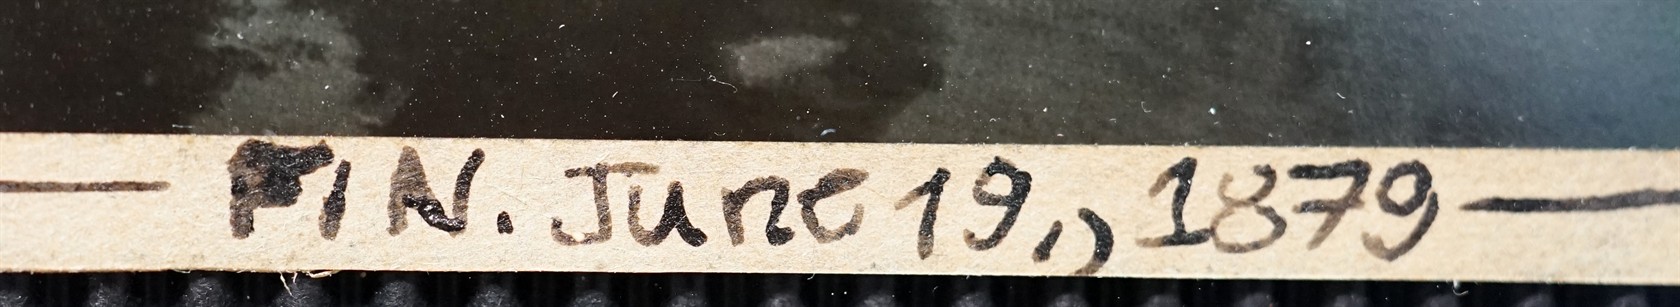 — FIN. June 19,, 1879 —